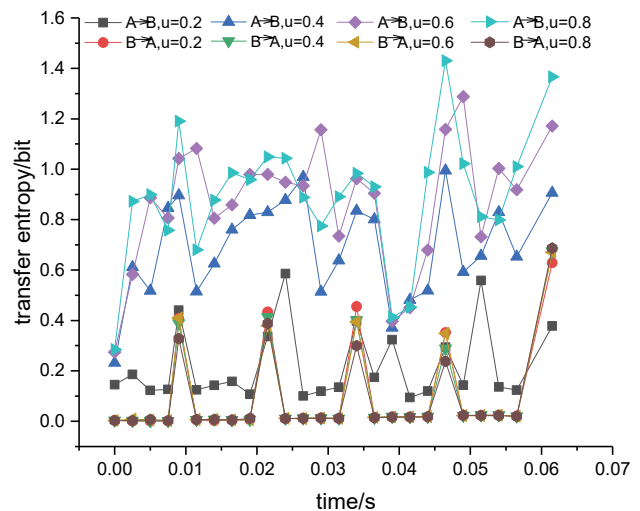 A→B,u=0.2 A→B,u=0.4 A→B,u=0.6 A→B,u=0.8
B→A,u=0.2 B→A,u=0.4 B→A,u=0.6 B→A,u=0.8
1.6
1.4
1.2
1.0
0.8
0.6
0.4
0.2
0.0
transfer entropy/bit
0.00 0.01 0.02 0.03 0.04 0.05 0.06 0.07
time/s